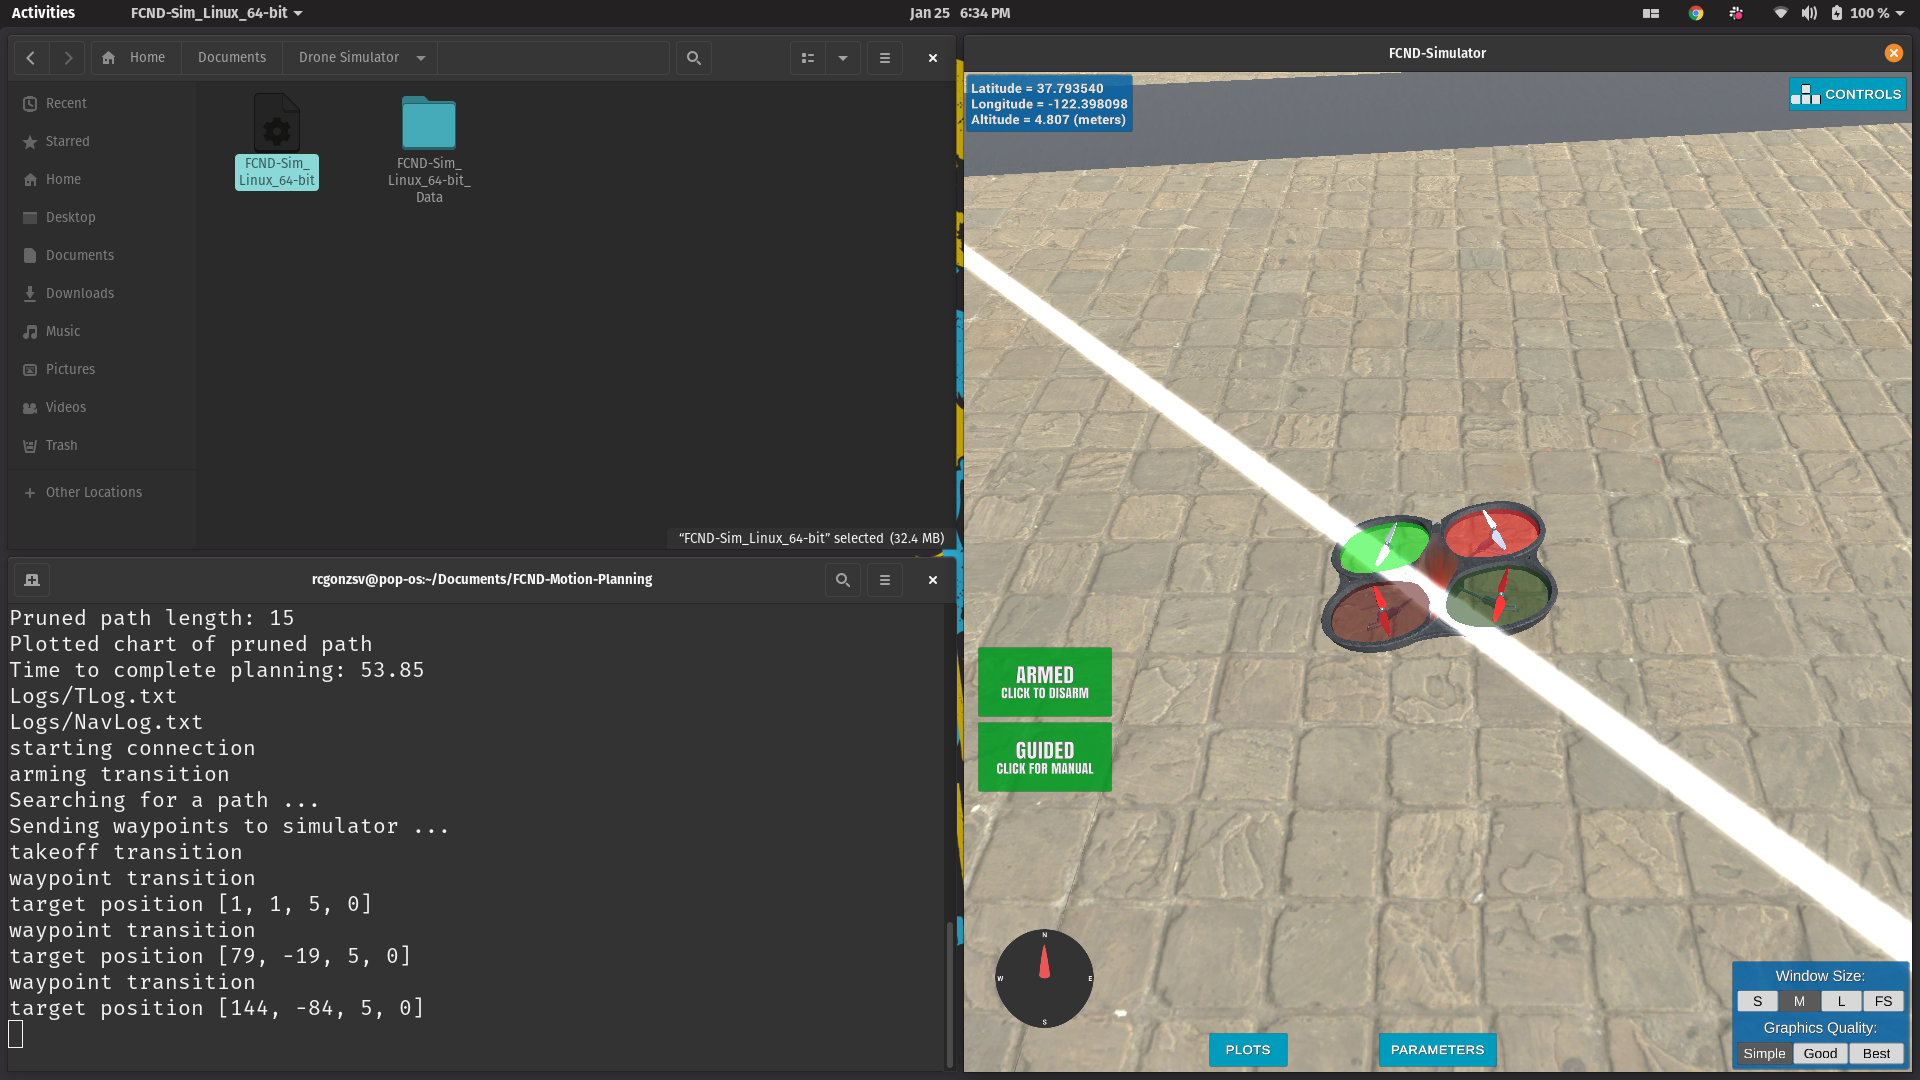 Activities
FCND-Sim_Linux_64-bit
Jan 25 6:34 PM
100 %
Home
Documents
Drone Simulator
Recent
Starred
Home
Desktop
Documents
Downloads
Music
Pictures
Videos
Trash
Other Locations
FCND-Sim_
Linux_64-bit
FCND-Sim_
Linux_64-bit_
Data
“FCND-Sim_Linux_64-bit” selected (32.4 MB)
rcgonzsv@pop-os:~/Documents/FCND-Motion-Planning
Pruned path length: 15
Plotted chart of pruned path
Time to complete planning: 53.85
Logs/TLog.txt
Logs/NavLog.txt
starting connection
arming transition
Searching for a path ...
Sending waypoints to simulator ...
takeoff transition
waypoint transition
target position [1, 1, 5, 0]
waypoint transition
target position [79, -19, 5, 0]
waypoint transition
target position [144, -84, 5, 0]
FCND-Simulator
Latitude = 37.793540
Longitude = -122.398098
Altitude = 4.807 (meters)
CONTROLS
ARMED
CLICK TO DISARM
GUIDED
CLICK FOR MANUAL
N
W E
S
PLOTS
PARAMETERS
Window Size:
S M L FS
Graphics Quality:
Simple Good Best